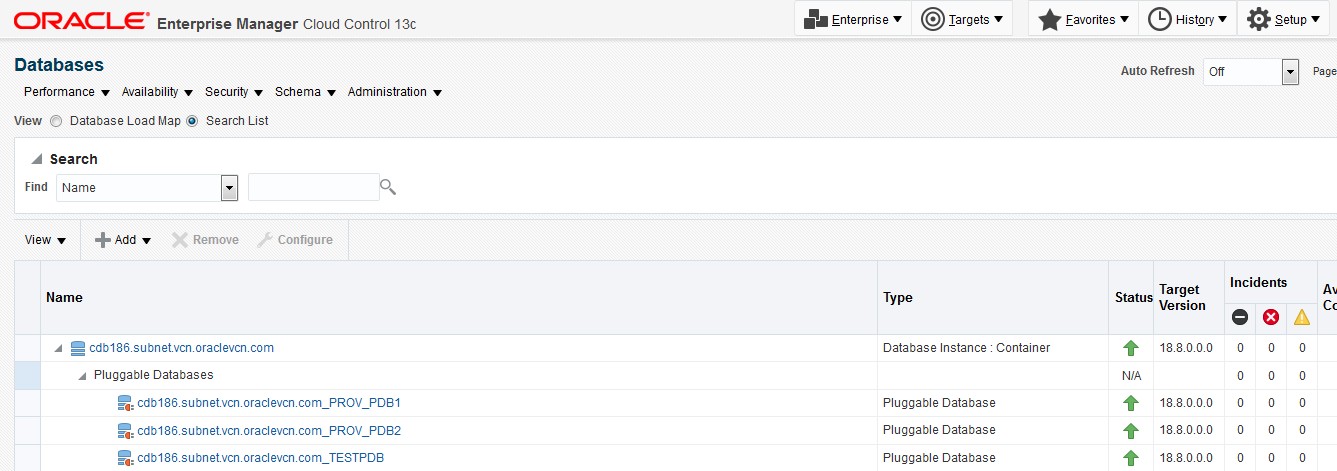 ORACLE® Enterprise Manager Cloud Control 13c
Enterprise Targets Favorites History Setup
Databases
Auto Refresh Off Page
Performance Availability Security Schema Administration
View Database Load Map Search List
Search
Find Name
View Add Remove Configure
Name Type Status Target Version Incidents Av Co
cdb186.subnet.vcn.oraclevcn.com Database Instance : Container 18.8.0.0.0 0 0 0
Pluggable Databases N/A 0 0 0
cdb186.subnet.vcn.oraclevcn.com_PROV_PDB1 Pluggable Database 18.8.0.0.0 0 0 0
cdb186.subnet.vcn.oraclevcn.com_PROV_PDB2 Pluggable Database 18.8.0.0.0 0 0 0
cdb186.subnet.vcn.oraclevcn.com_TESTPDB Pluggable Database 18.8.0.0.0 0 0 0